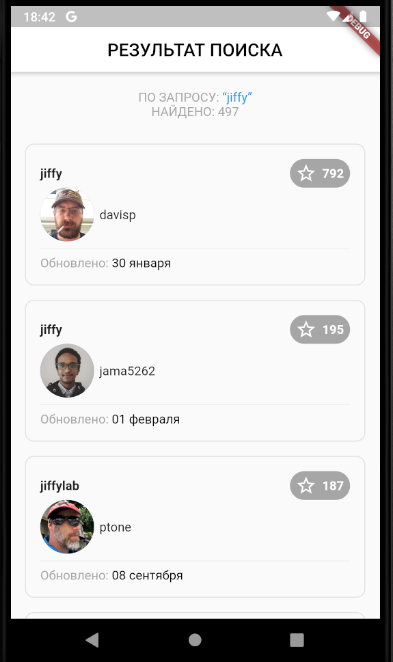 18:42 G
DEBUG
РЕЗУЛЬТАТ ПОИСКА
ПО ЗАПРОСУ: "jiffy"
НАЙДЕНО: 497
jiffy 792
davisp
Обновлено: 30 января
jiffy 195
jama5262
Обновлено: 01 февраля
jiffylab 187
ptone
Обновлено: 08 сентября